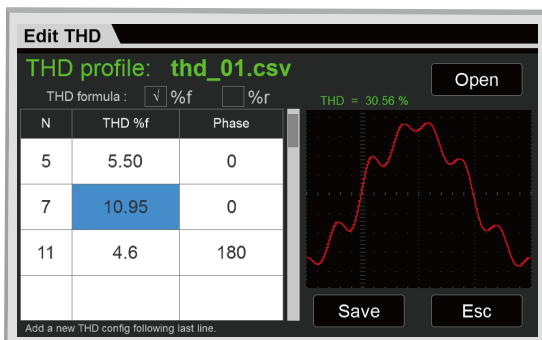 Edit THD
THD profile: thd_01.csv
Open
THD formula : √ %f %r
THD = 30.56 %
N THD %f Phase
5 5.50 0
7 10.95 0
11 4.6 180
Save Esc
Add a new THD config following last line.